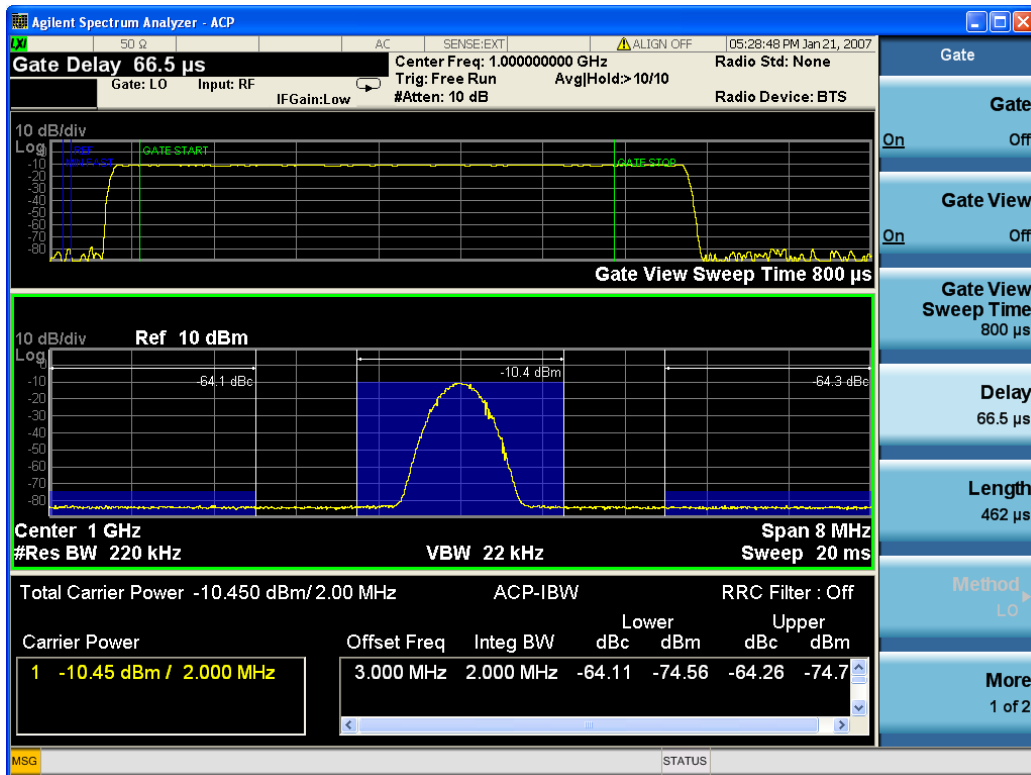 Agilent Spectrum Analyzer - ACP
LXI 50 Ω AC SENSE:EXT ALIGN OFF 05:28:48 PM Jan 21, 2007
Gate Delay 66.5 µs
Center Freq: 1.000000000 GHz Radio Std: None
Trig: Free Run Avg|Hold:>10/10
Gate: LO Input: RF
IFGain:Low #Atten: 10 dB Radio Device: BTS
10 dB/div
Log
REF GATE START
GATE STOP
-10
-20
-30
-40
-50
-60
-70
-80
Gate View Sweep Time 800 µs
10 dB/div Ref 10 dBm
Log
0
-64.1 dBc -10.4 dBm -64.3 dBc
-10
-20
-30
-40
-50
-60
-70
-80
Center 1 GHz Span 8 MHz
#Res BW 220 kHz VBW 22 kHz Sweep 20 ms
Total Carrier Power -10.450 dBm/ 2.00 MHz ACP-IBW RRC Filter : Off
Lower Upper
Carrier Power Offset Freq Integ BW dBc dBm dBc dBm
1 -10.45 dBm / 2.000 MHz 3.000 MHz 2.000 MHz -64.11 -74.56 -64.26 -74.7
MSG STATUS
Gate
Gate
On Off
Gate View
On Off
Gate View
Sweep Time
800 µs
Delay
66.5 µs
Length
462 µs
Method
LO
More
1 of 2